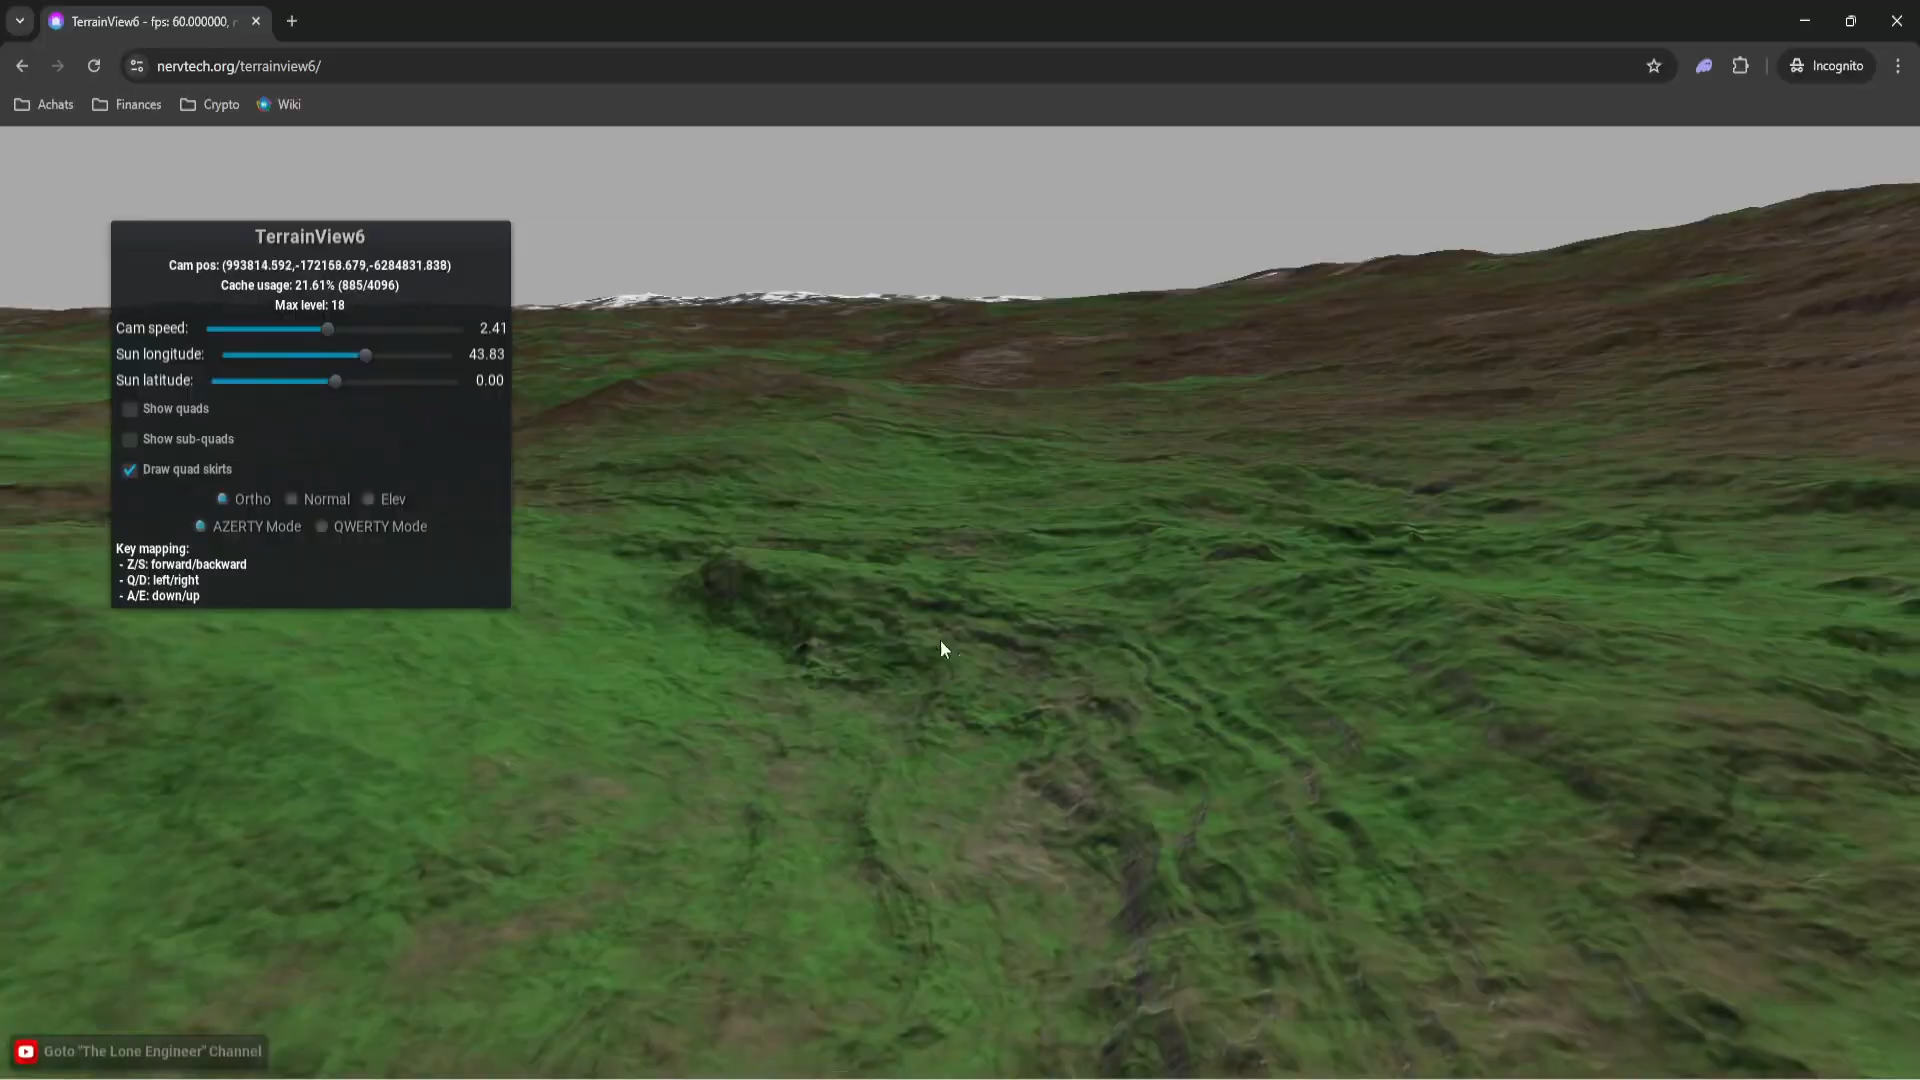 TerrainView6 - fps: 60.000000,
nervtech.org/terrainview6/
Incognito
Achats
Finances
Crypto
Wiki
TerrainView6
Cam pos: (993814.592,-172158.679,-6284831.838)
Cache usage: 21.61% (885/4096)
Max level: 18
Cam speed: 2.41
Sun longitude: 43.83
Sun latitude: 0.00
Show quads
Show sub-quads
Draw quad skirts
Ortho Normal Elev
AZERTY Mode QWERTY Mode
Key mapping:
- Z/S: forward/backward
- Q/D: left/right
- A/E: down/up
Goto "The Lone Engineer" Channel